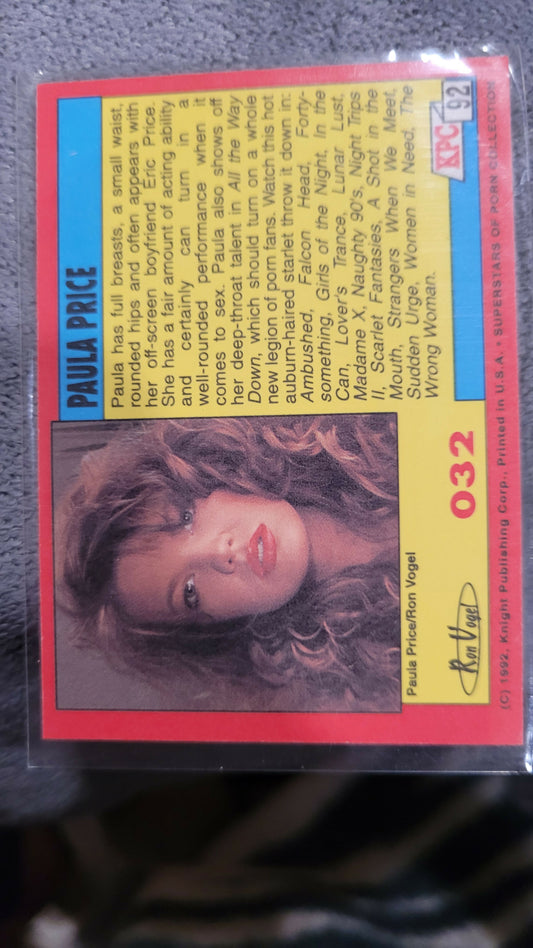 PAULA PRICE
Paula has full breasts, a small waist,
rounded hips and often appears with
her off-screen boyfriend Eric Price.
She has a fair amount of acting ability
and certainly can turn in a
well-rounded performance when it
comes to sex. Paula also shows off
her deep-throat talent in All the Way
Down, which should turn on a whole
new legion of porn fans. Watch this hot
auburn-haired starlet throw it down in:
Ambushed, Falcon Head, Forty-
something, Girls of the Night, In the
Can, Lover's Trance, Lunar Lust,
Madame X, Naughty 90's, Night Trips
II, Scarlet Fantasies, A Shot in the
Mouth, Strangers When We Meet,
Sudden Urge, Women in Need, The
Wrong Woman.
Paula Price/Ron Vogel
Ron Vogel
032
KPC 92
(C) 1992, Knight Publishing Corp., Printed in U.S.A. • SUPERSTARS OF PORN COLLECTION